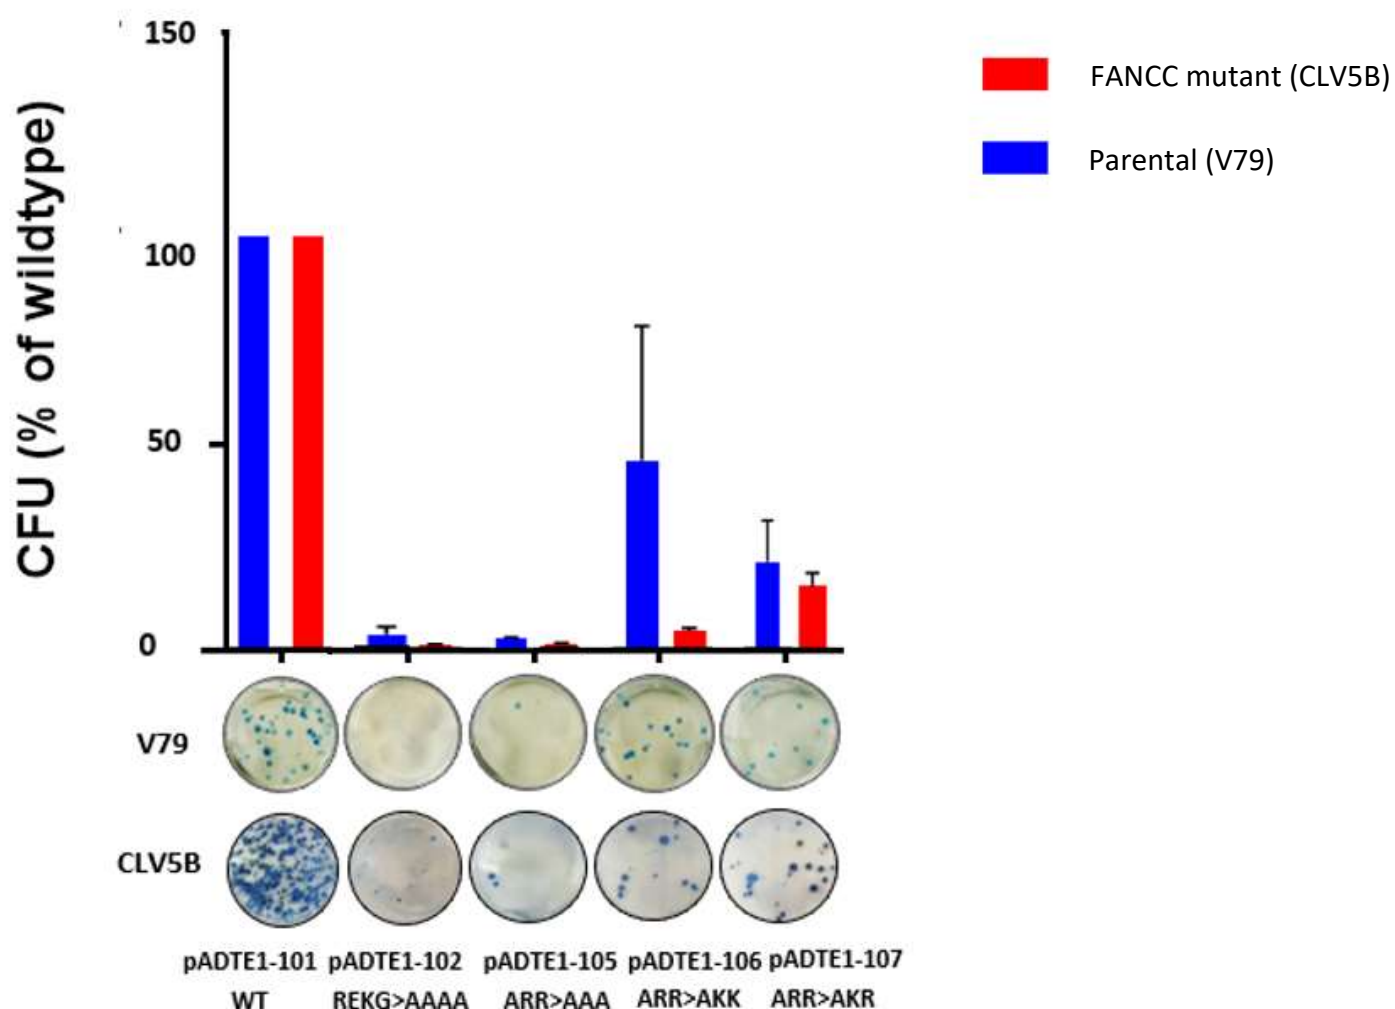 150
100
50
0
CFU (% of wildtype)
FANCC mutant (CLV5B)
Parental (V79)
V79
CLV5B
pADTE1-101 pADTE1-102 pADTE1-105 pADTE1-106 pADTE1-107
WT REKG>AAAA ARR>AAA ARR>AKK ARR>AKR